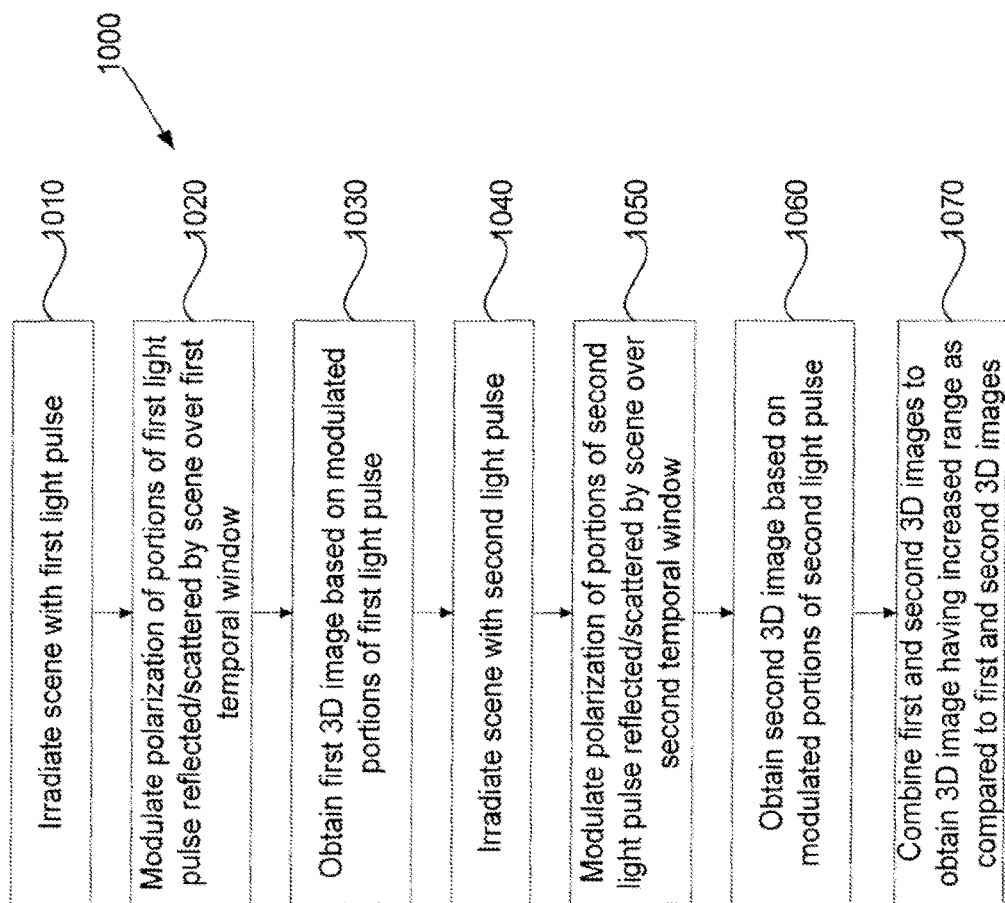 1000
Irradiate scene with first light pulse
1010
Modulate polarization of portions of first light
pulse reflected/scattered by scene over first
temporal window
1020
Obtain first 3D image based on modulated
portions of first light pulse
1030
Irradiate scene with second light pulse
1040
Modulate polarization of portions of second
light pulse reflected/scattered by scene over
second temporal window
1050
Obtain second 3D image based on
modulated portions of second light pulse
1060
Combine first and second 3D images to
obtain 3D image having increased range as
compared to first and second 3D images
1070